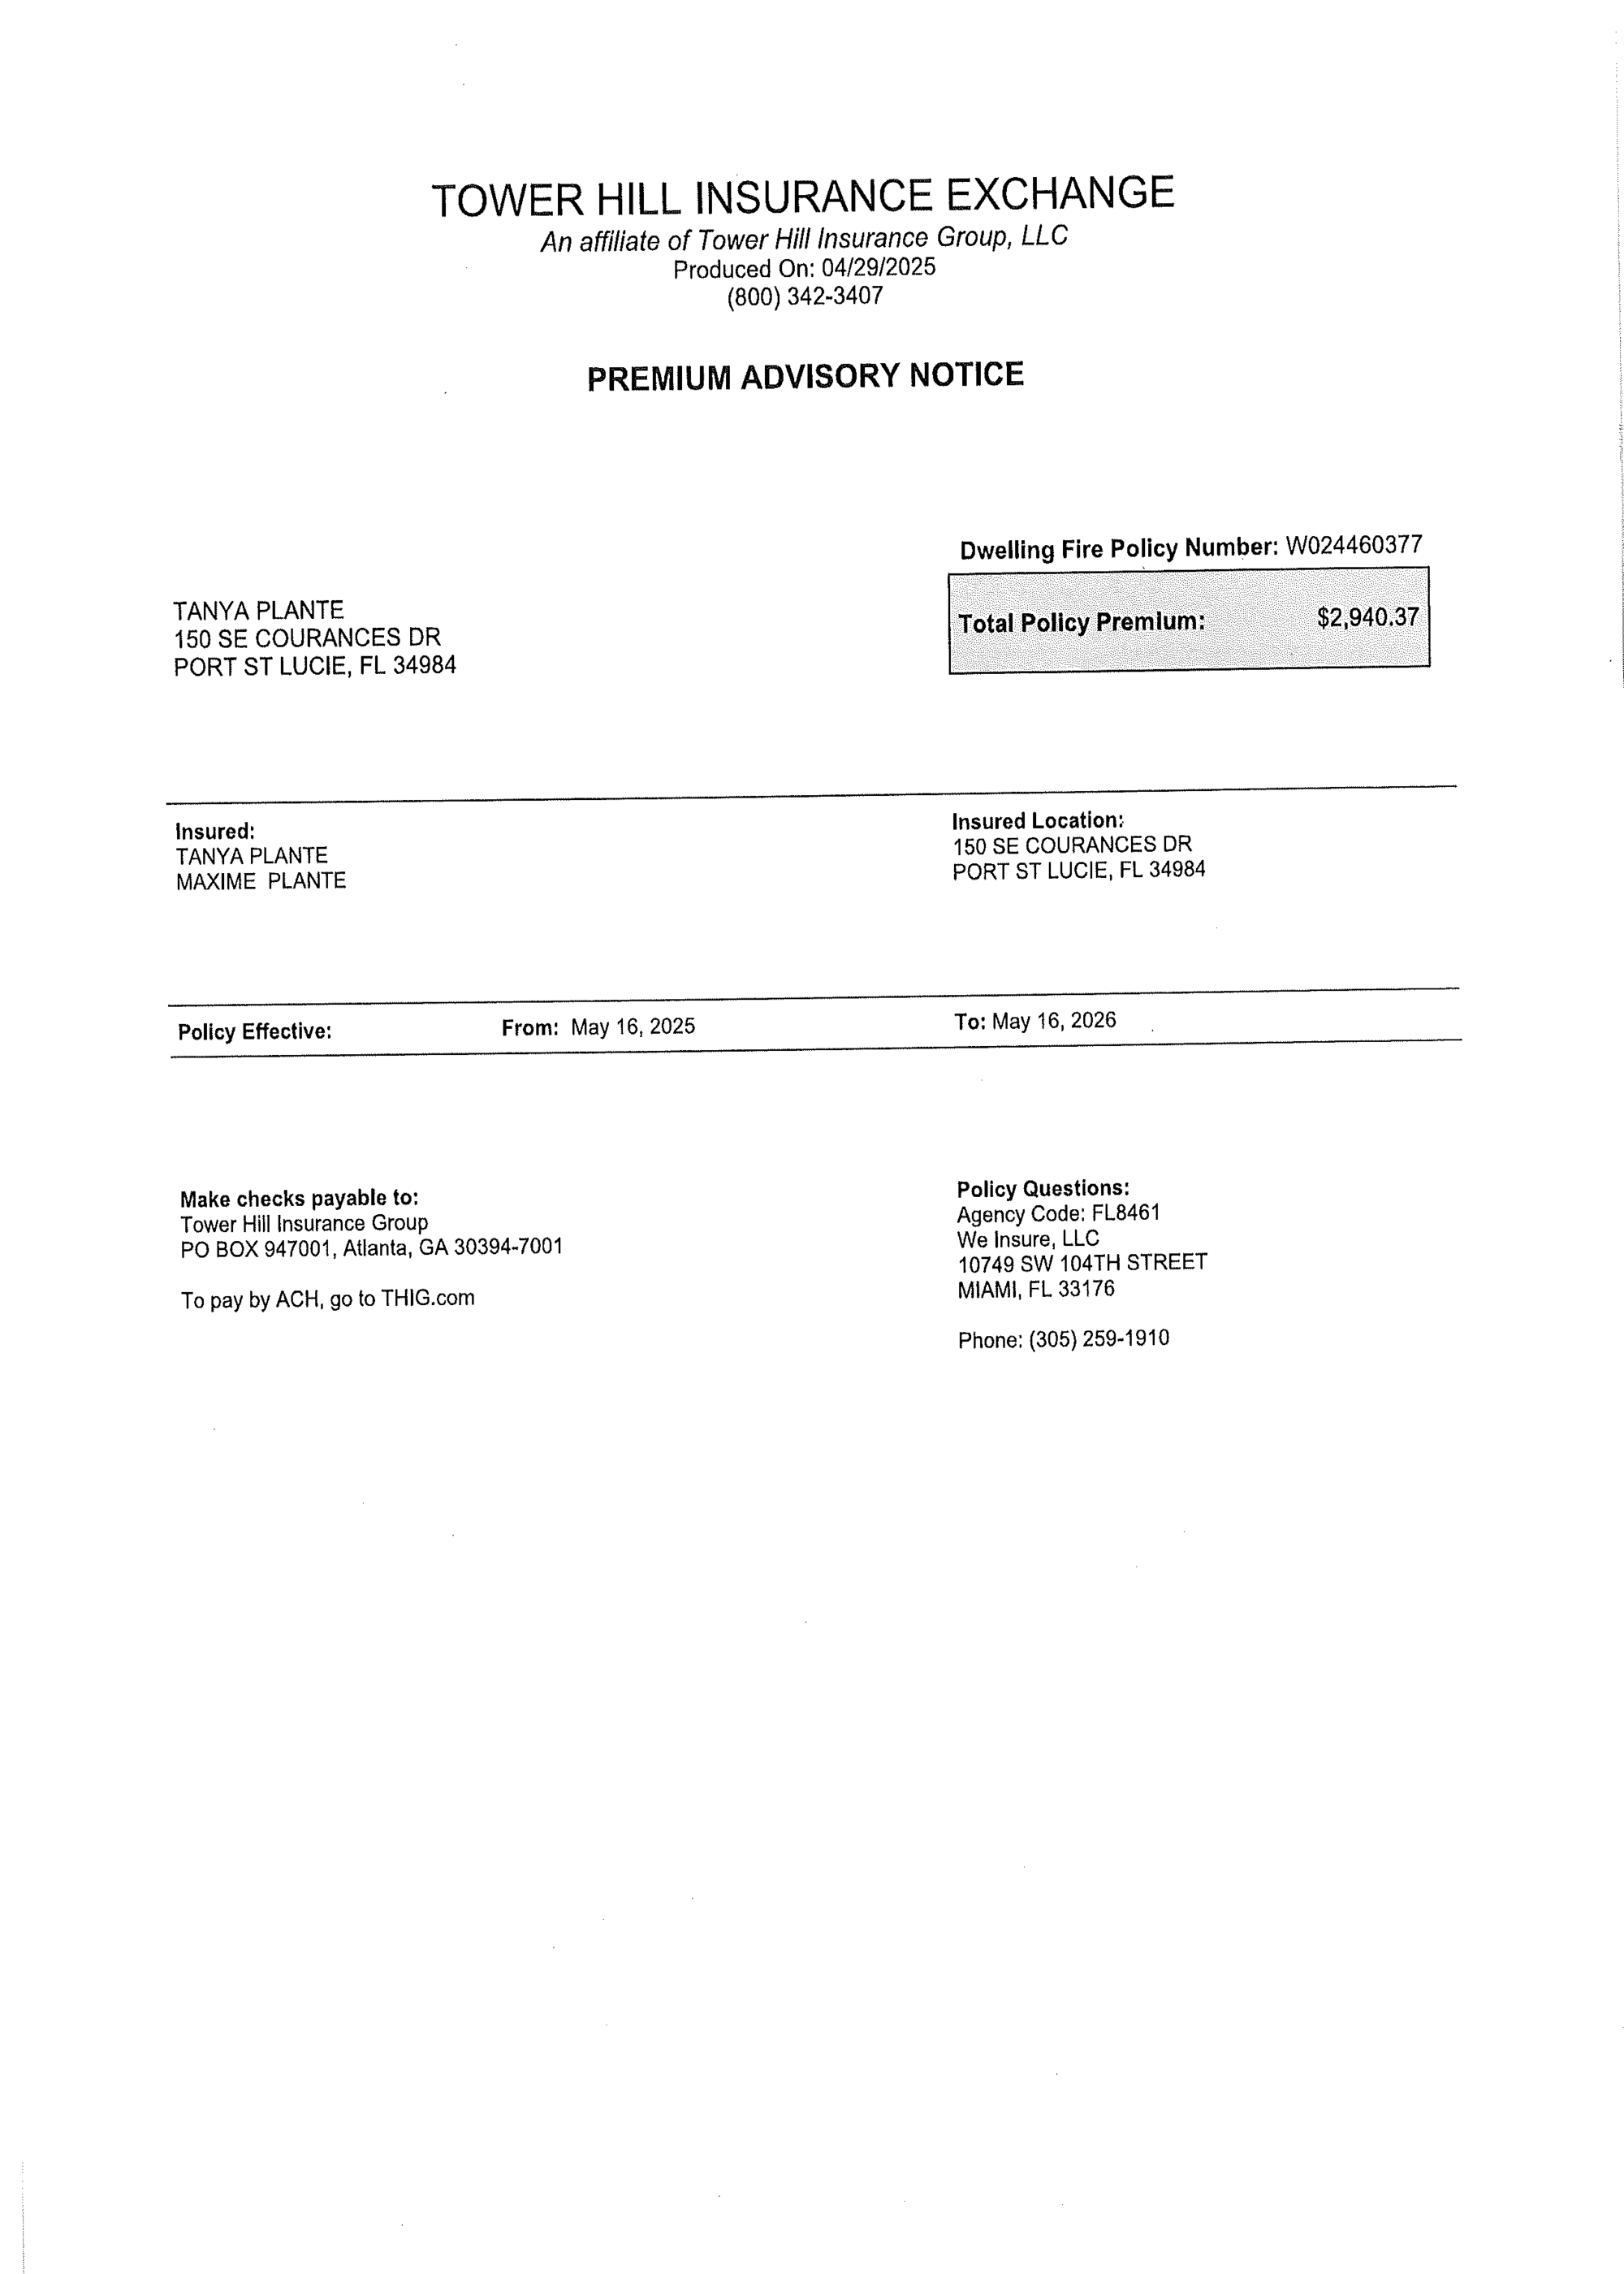 TOWER HILL INSURANCE EXCHANGE
An affiliate of Tower Hill Insurance Group, LLC
Produced On: 04/29/2025
(800) 342-3407
PREMIUM ADVISORY NOTICE
Dwelling Fire Policy Number: W024460377
Total Policy Premium: $2,940.37
TANYA PLANTE
150 SE COURANCES DR
PORT ST LUCIE, FL 34984
Insured:
TANYA PLANTE
MAXIME PLANTE
Insured Location:
150 SE COURANCES DR
PORT ST LUCIE, FL 34984
Policy Effective: From: May 16, 2025 To: May 16, 2026
Make checks payable to:
Tower Hill Insurance Group
PO BOX 947001, Atlanta, GA 30394-7001
To pay by ACH, go to THIG.com
Policy Questions:
Agency Code: FL8461
We Insure, LLC
10749 SW 104TH STREET
MIAMI, FL 33176
Phone: (305) 259-1910